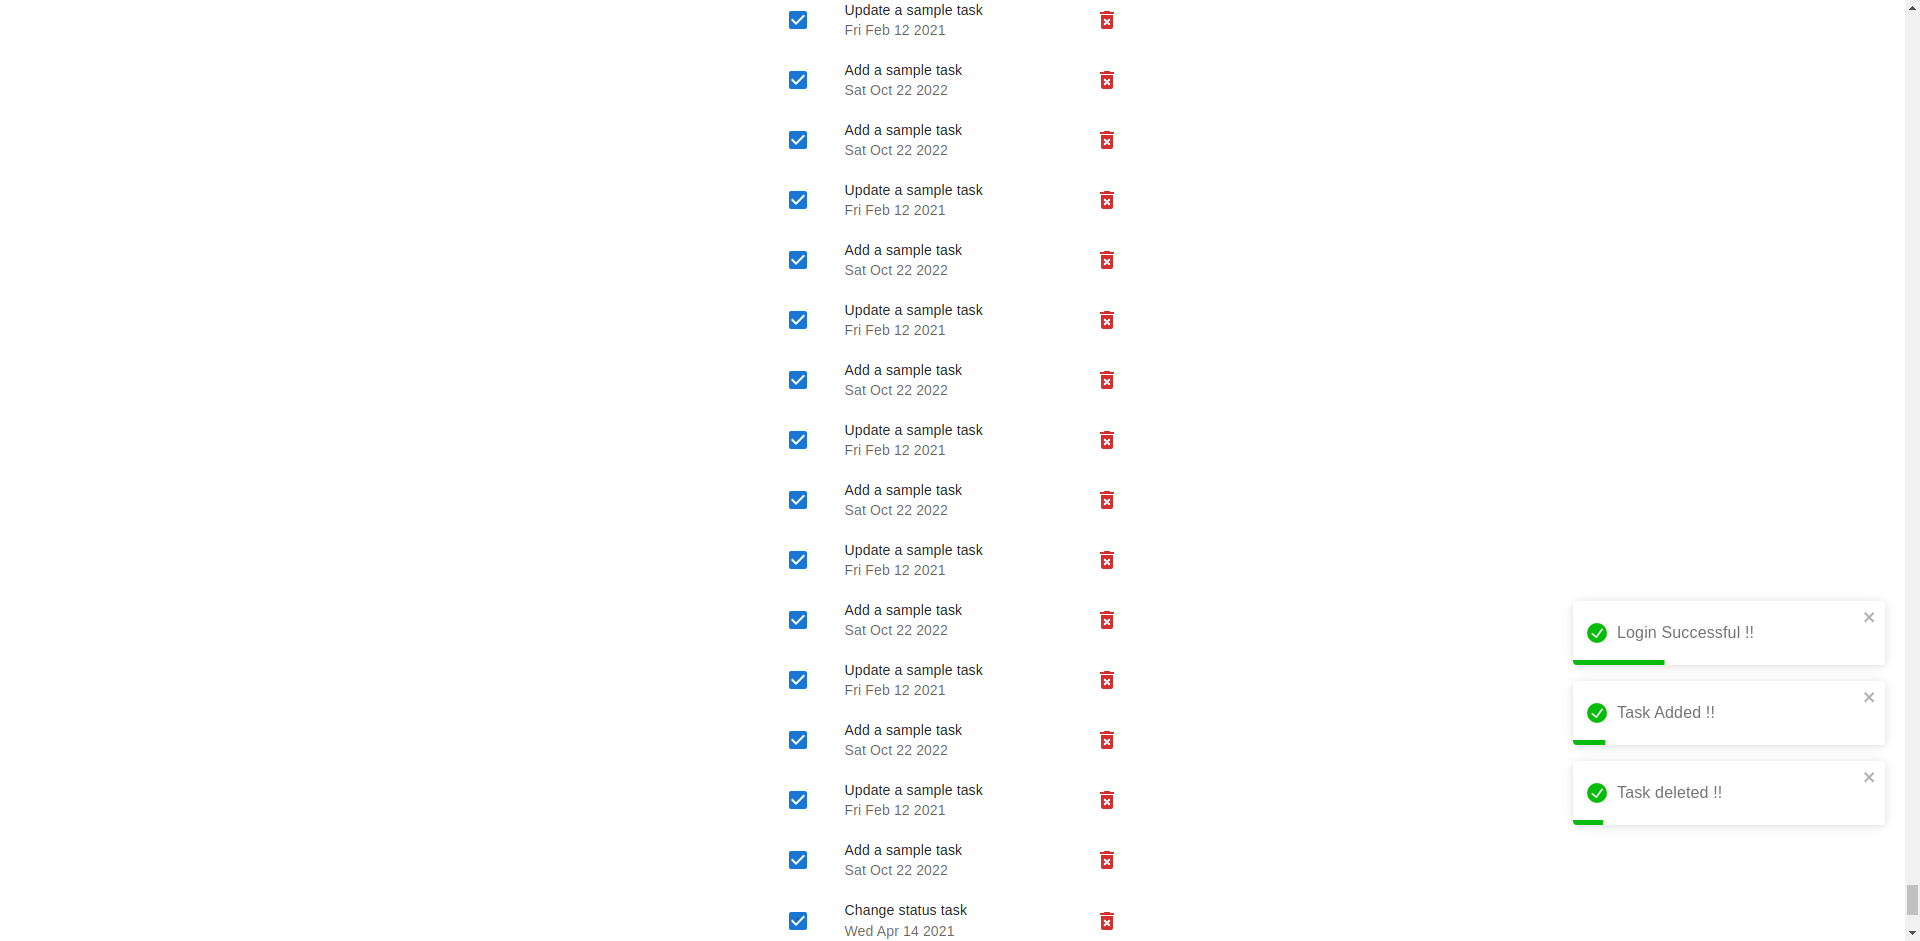 Update a sample task
Fri Feb 12 2021
Add a sample task
Sat Oct 22 2022
Add a sample task
Sat Oct 22 2022
Update a sample task
Fri Feb 12 2021
Add a sample task
Sat Oct 22 2022
Update a sample task
Fri Feb 12 2021
Add a sample task
Sat Oct 22 2022
Update a sample task
Fri Feb 12 2021
Add a sample task
Sat Oct 22 2022
Update a sample task
Fri Feb 12 2021
Add a sample task
Sat Oct 22 2022
Update a sample task
Fri Feb 12 2021
Add a sample task
Sat Oct 22 2022
Update a sample task
Fri Feb 12 2021
Add a sample task
Sat Oct 22 2022
Change status task
Wed Apr 14 2021
Login Successful !!
Task Added !!
Task deleted !!